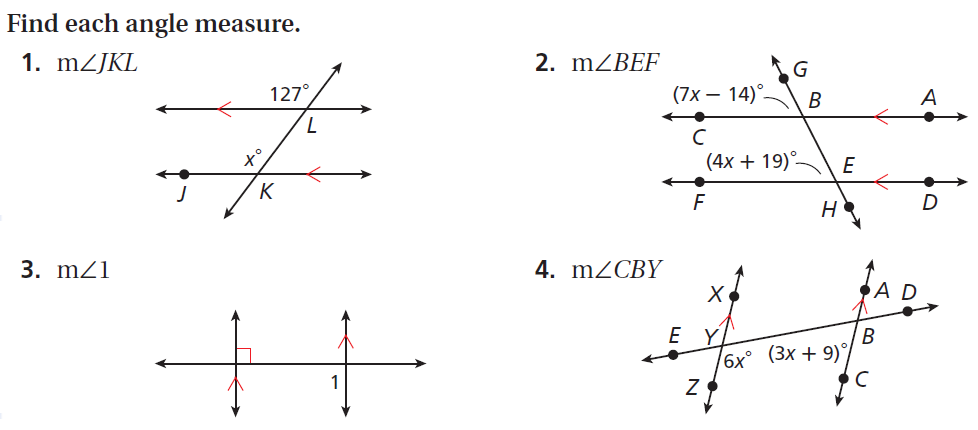 Find each angle measure.
1. m∠JKL
127°
L
x°
J
K
2. m∠BEF
G
(7x − 14)°
B
A
C
(4x + 19)°
E
F
H
D
3. m∠1
1
4. m∠CBY
X
A D
E
Y
B
6x° (3x + 9)°
Z
C